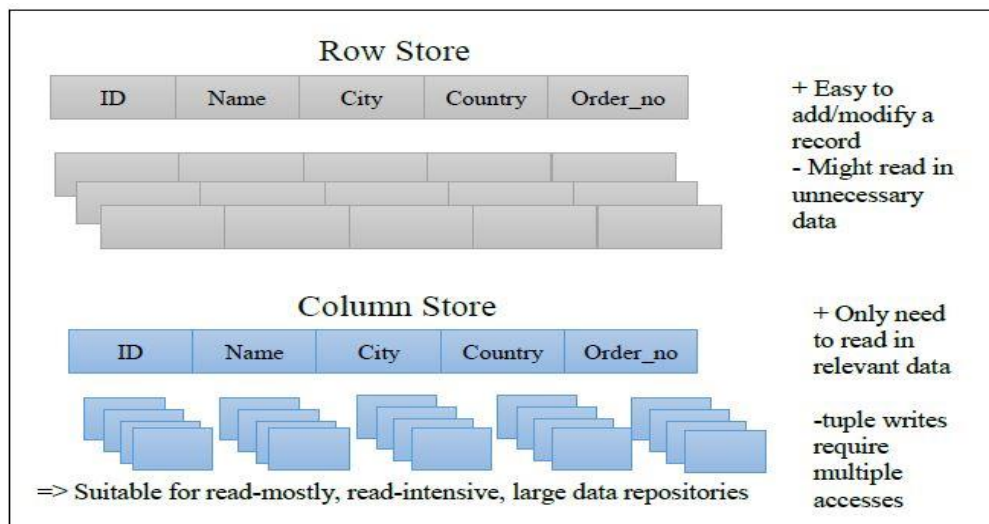 Row Store
ID Name City Country Order_no
+ Easy to
add/modify a
record
- Might read in
unnecessary
data
Column Store
ID Name City Country Order_no
+ Only need
to read in
relevant data
-tuple writes
require
multiple
accesses
=> Suitable for read-mostly, read-intensive, large data repositories